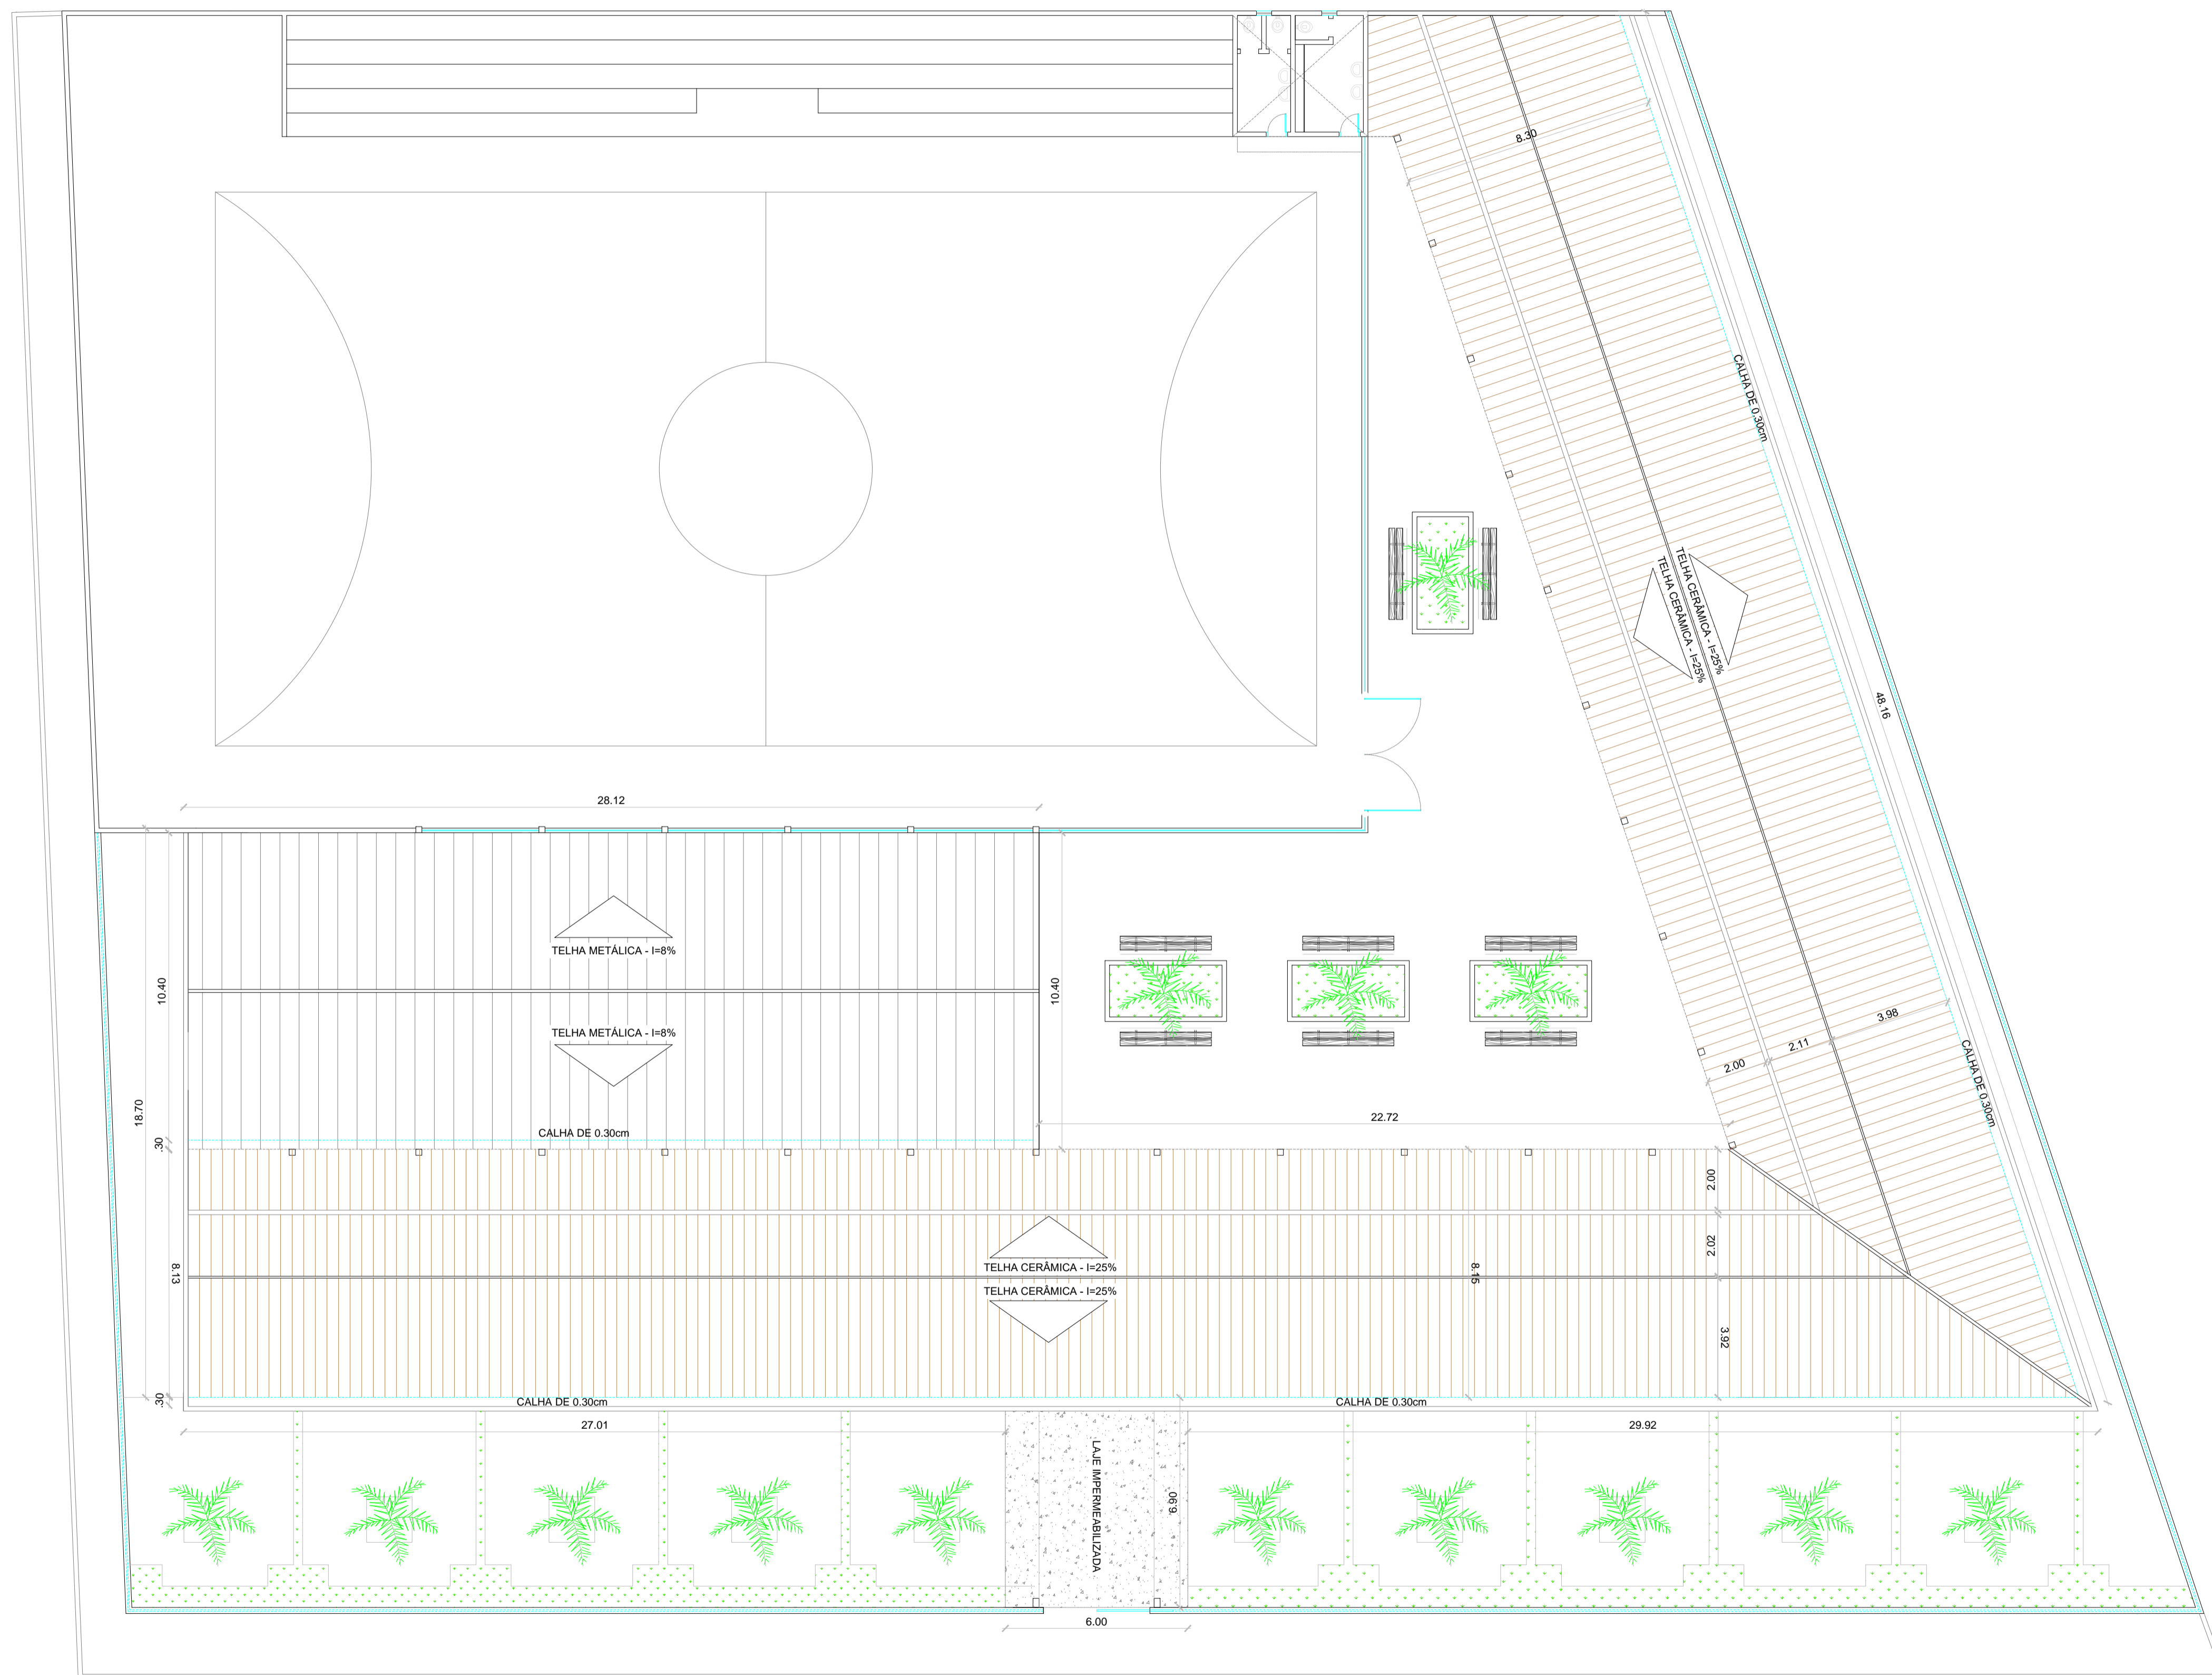 8.30
CALHA DE 0.30cm
TELHA CERÂMICA - I=25%
TELHA CERÂMICA - I=25%
48.16
28.12
TELHA METÁLICA - I=8%
10.40
10.40
3.98
TELHA METÁLICA - I=8%
2.11
2.00
CALHA DE 0.30cm
18.70
22.72
CALHA DE 0.30cm
.30
2.00
2.02
TELHA CERÂMICA - I=25%
8.13
8.15
TELHA CERÂMICA - I=25%
3.92
.30
CALHA DE 0.30cm
CALHA DE 0.30cm
27.01
29.92
LAJE IMPERMEABILIZADA
6.90
6.00